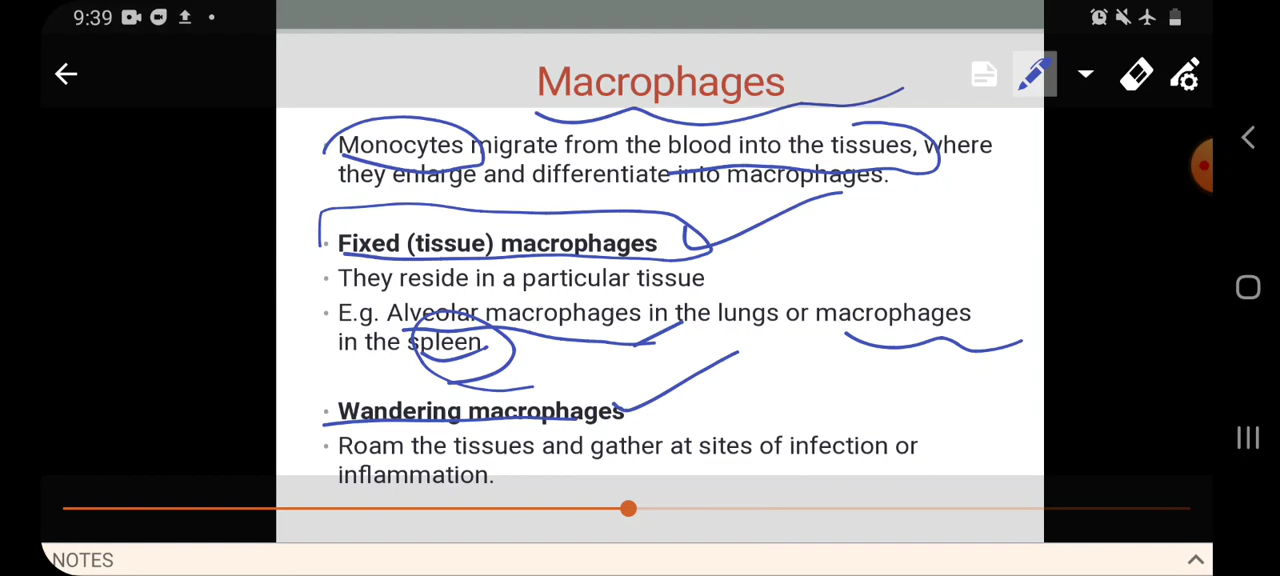 9:39
Macrophages
Monocytes migrate from the blood into the tissues, where
they enlarge and differentiate into macrophages.
• Fixed (tissue) macrophages
• They reside in a particular tissue
• E.g. Alveolar macrophages in the lungs or macrophages
in the spleen.
• Wandering macrophages
• Roam the tissues and gather at sites of infection or
inflammation.
NOTES